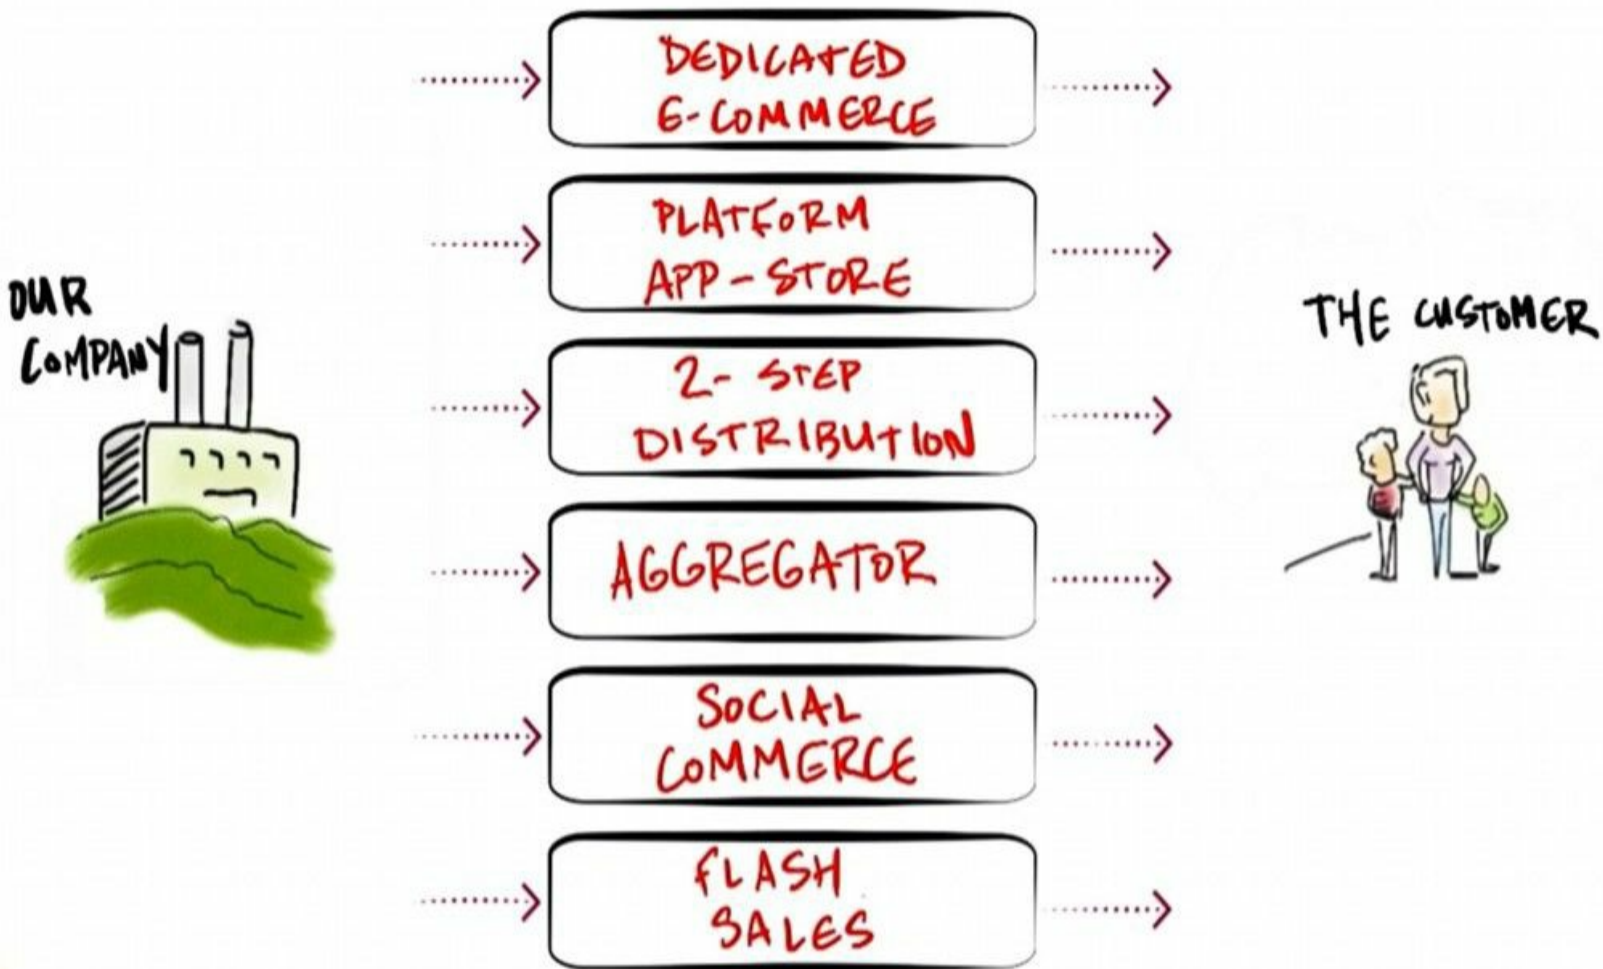 DEDICATED
E-COMMERCE
PLATFORM
APP-STORE
OUR
COMPANY
THE CUSTOMER
2- STEP
DISTRIBUTION
AGGREGATOR
SOCIAL
COMMERCE
FLASH
SALES